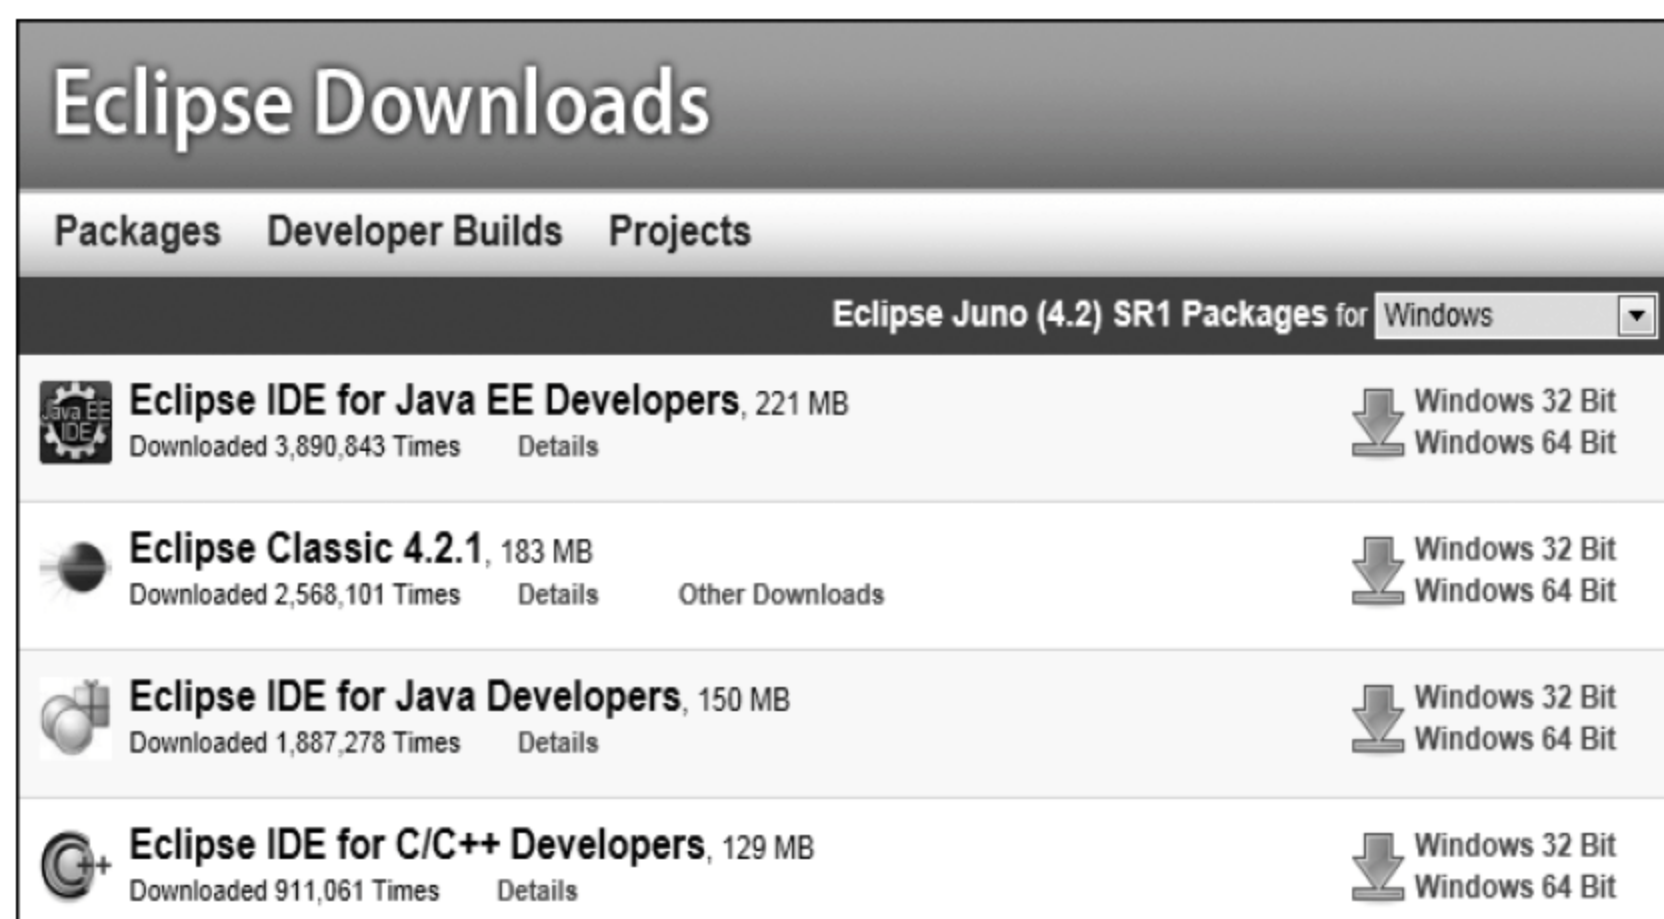 Eclipse Downloads
Packages Developer Builds Projects
Eclipse Juno (4.2) SR1 Packages for Windows
Java EE
IDE
Eclipse IDE for Java EE Developers, 221 MB
Downloaded 3,890,843 Times Details
Windows 32 Bit
Windows 64 Bit
Eclipse Classic 4.2.1, 183 MB
Downloaded 2,568,101 Times Details Other Downloads
Windows 32 Bit
Windows 64 Bit
Eclipse IDE for Java Developers, 150 MB
Downloaded 1,887,278 Times Details
Windows 32 Bit
Windows 64 Bit
C++
Eclipse IDE for C/C++ Developers, 129 MB
Downloaded 911,061 Times Details
Windows 32 Bit
Windows 64 Bit